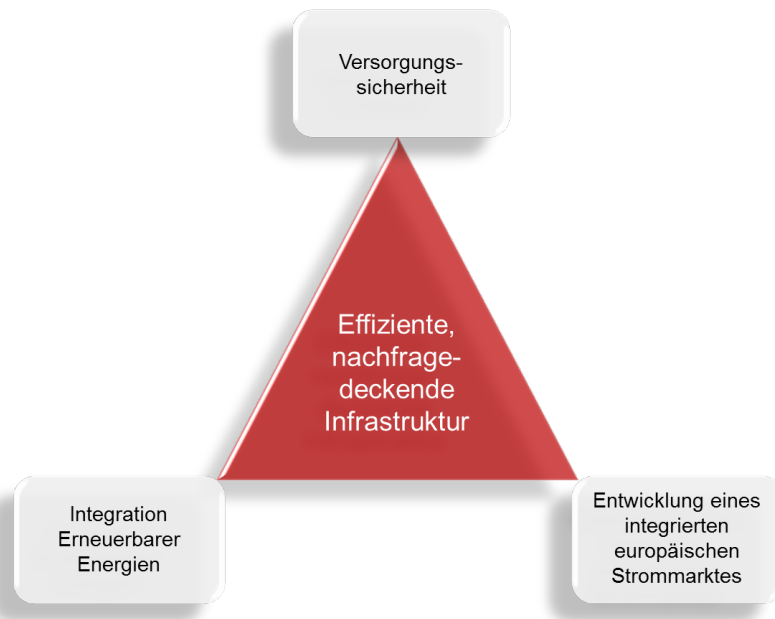 Versorgungs-
sicherheit
Effiziente,
nachfrage-
deckende
Infrastruktur
Integration
Erneuerbarer
Energien
Entwicklung eines
integrierten
europäischen
Strommarktes